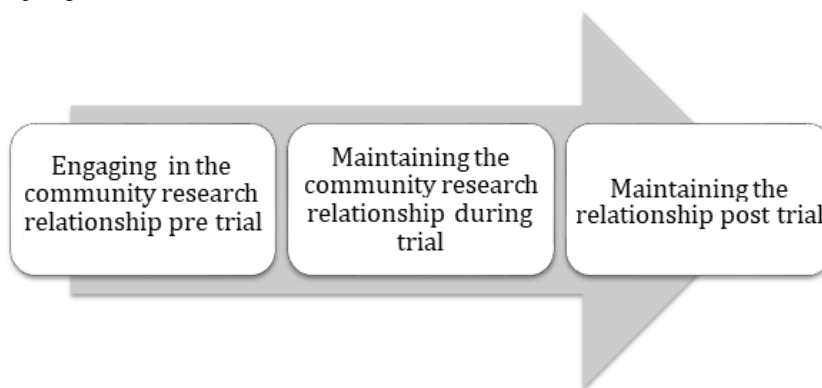 Engaging in the
community research
relationship pre trial
Maintaining the
community research
relationship during
trial
Maintaining the
relationship post trial